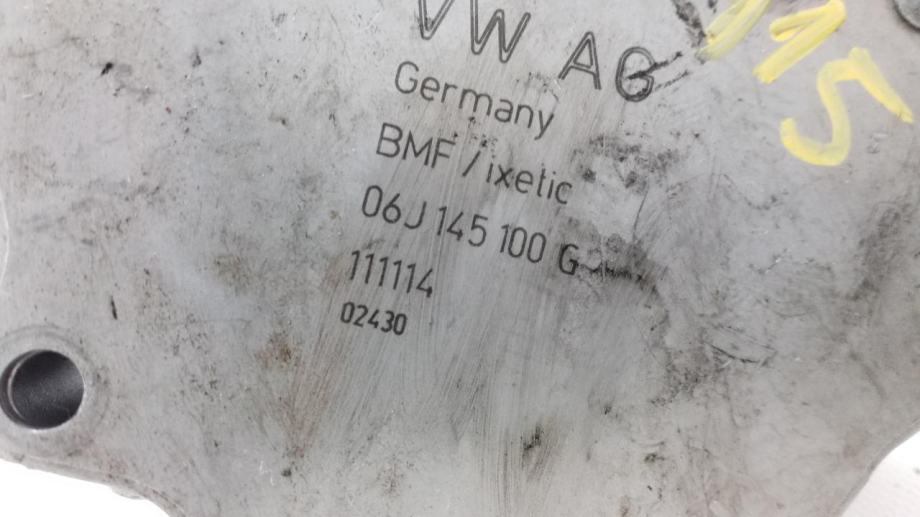 VW AG
Germany
BMF / ixetic
06J 145 100 G
111114
02430